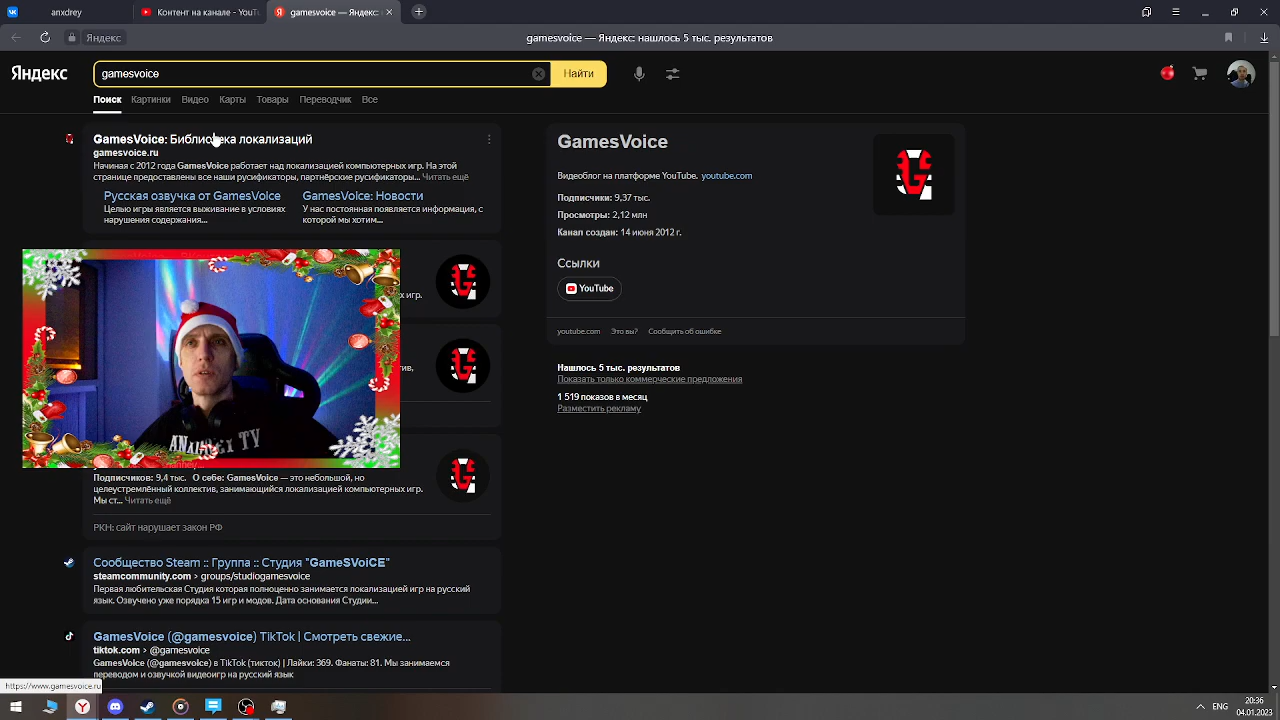 anxdrey
Контент на канале - YouTu
gamesvoice — Яндекс
Яндекс
gamesvoice — Яндекс нашлось 5 тыс. результатов
Яндекс
gamesvoice
Найти
Поиск
Картинки
Видео
Карты
Товары
Переводчик
Все
GamesVoice: Библиотека локализаций
gamesvoice.ru
Начиная с 2012 года GamesVoice работает над локализацией компьютерных игр. На этой
странице предоставлены все наши русификаторы, партнёрские русификаторы... Читать ещё
Русская озвучка от GamesVoice
Целью игры является выживание в условиях
нарушения содержания...
GamesVoice: Новости
У нас постоянная появляется информация, с
которой мы хотим...
х игр.
тив,
ANALOGI TV
Подписчиков: 9,4 тыс. О себе: GamesVoice — это небольшой, но
целеустремлённый коллектив, занимающийся локализацией компьютерных игр.
Мы ст... Читать ещё
РКН: сайт нарушает закон РФ
Сообщество Steam :: Группа :: Студия "GameSVoiCE"
steamcommunity.com › groups/studiogamesvoice
Первая любительская Студия которая полноценно занимается локализацией игр на русский
язык. Озвучено уже порядка 15 игр и модов. Дата основания Студии...
GamesVoice (@gamesvoice) TikTok | Смотреть свежие...
tiktok.com › @gamesvoice
GamesVoice (@gamesvoice) в TikTok (тикток) | Лайки: 369. Фанаты: 81. Мы занимаемся
переводом и озвучкой видеоигр на русский язык
GamesVoice
Видеоблог на платформе YouTube. youtube.com
Подписчики: 9,37 тыс.
Просмотры: 2,12 млн
Канал создан: 14 июня 2012 г.
Ссылки
YouTube
youtube.com
Это вы?
Сообщить об ошибке
Нашлось 5 тыс. результатов
Показать только коммерческие предложения
1 519 показов в месяц
Разместить рекламу
https://www.gamesvoice.ru
ENG
20:36
04.01.2023